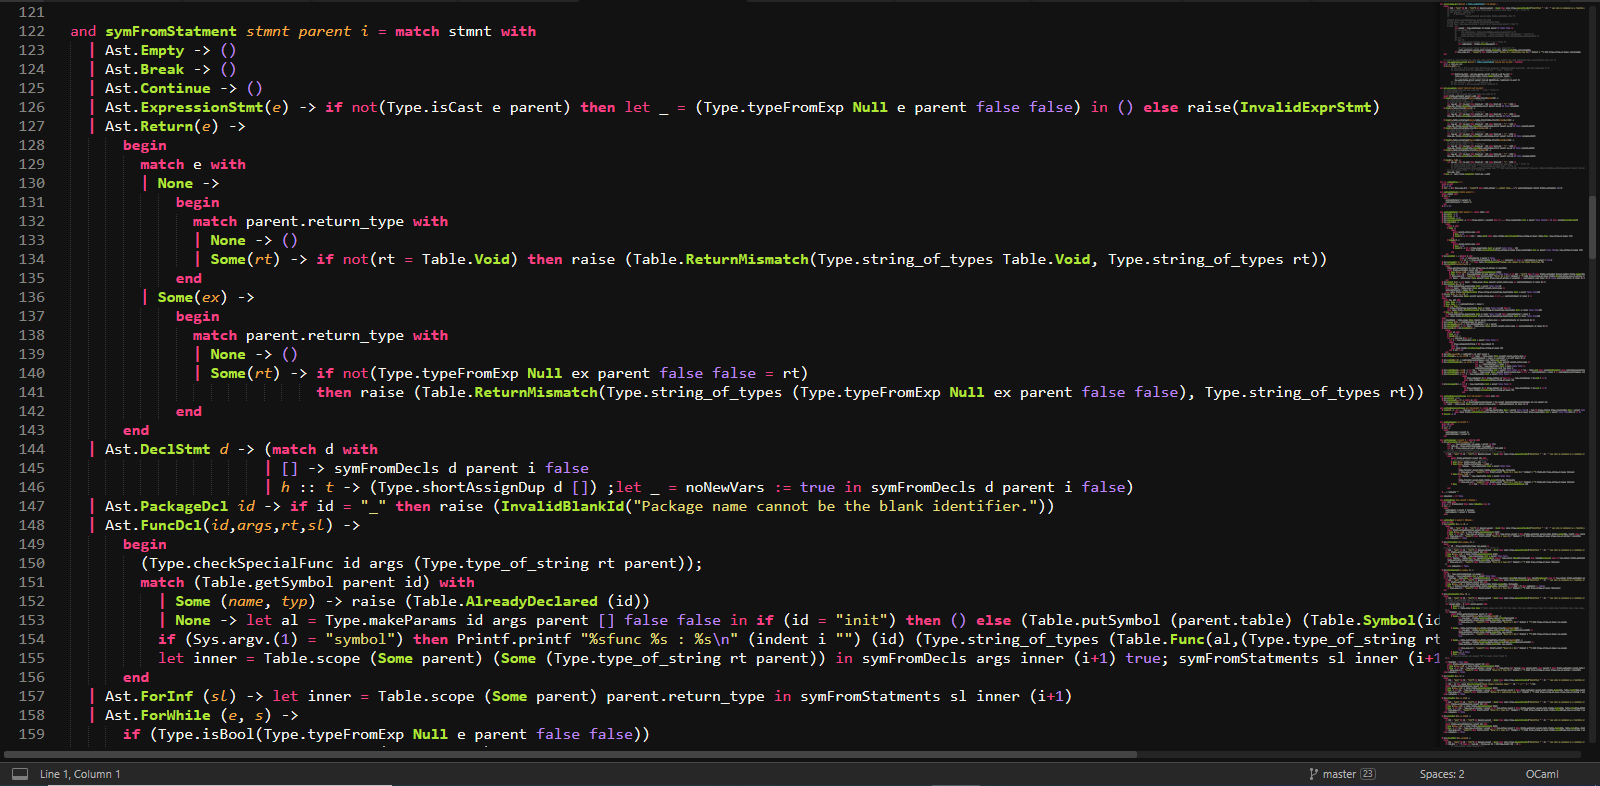 121
122 and symFromStatment stmnt parent i = match stmnt with
123 | Ast.Empty -> ()
124 | Ast.Break -> ()
125 | Ast.Continue -> ()
126 | Ast.ExpressionStmt(e) -> if not(Type.isCast e parent) then let _ = (Type.typeFromExp Null e parent false false) in () else raise(InvalidExprStmt)
127 | Ast.Return(e) ->
128 begin
129 match e with
130 | None ->
131 begin
132 match parent.return_type with
133 | None -> ()
134 | Some(rt) -> if not(rt = Table.Void) then raise (Table.ReturnMismatch(Type.string_of_types Table.Void, Type.string_of_types rt))
135 end
136 | Some(ex) ->
137 begin
138 match parent.return_type with
139 | None -> ()
140 | Some(rt) -> if not(Type.typeFromExp Null ex parent false false = rt)
141 then raise (Table.ReturnMismatch(Type.string_of_types (Type.typeFromExp Null ex parent false false), Type.string_of_types rt))
142 end
143 end
144 | Ast.DeclStmt d -> (match d with
145 | [] -> symFromDecls d parent i false
146 | h :: t -> (Type.shortAssignDup d []) ;let _ = noNewVars := true in symFromDecls d parent i false)
147 | Ast.PackageDcl id -> if id = "_" then raise (InvalidBlankId("Package name cannot be the blank identifier."))
148 | Ast.FuncDcl(id,args,rt,sl) ->
149 begin
150 (Type.checkSpecialFunc id args (Type.type_of_string rt parent));
151 match (Table.getSymbol parent id) with
152 | Some (name, typ) -> raise (Table.AlreadyDeclared (id))
153 | None -> let al = Type.makeParams id args parent [] false false in if (id = "init") then () else (Table.putSymbol (parent.table) (Table.Symbol(id
154 if (Sys.argv.(1) = "symbol") then Printf.printf "%sfunc %s : %s\n" (indent i "") (id) (Type.string_of_types (Table.Func(al,(Type.type_of_string rt
155 let inner = Table.scope (Some parent) (Some (Type.type_of_string rt parent)) in symFromDecls args inner (i+1) true; symFromStatments sl inner (i+1
156 end
157 | Ast.ForInf (sl) -> let inner = Table.scope (Some parent) parent.return_type in symFromStatments sl inner (i+1)
158 | Ast.ForWhile (e, s) ->
159 if (Type.isBool(Type.typeFromExp Null e parent false false))
Line 1, Column 1
master 23
Spaces: 2
OCaml